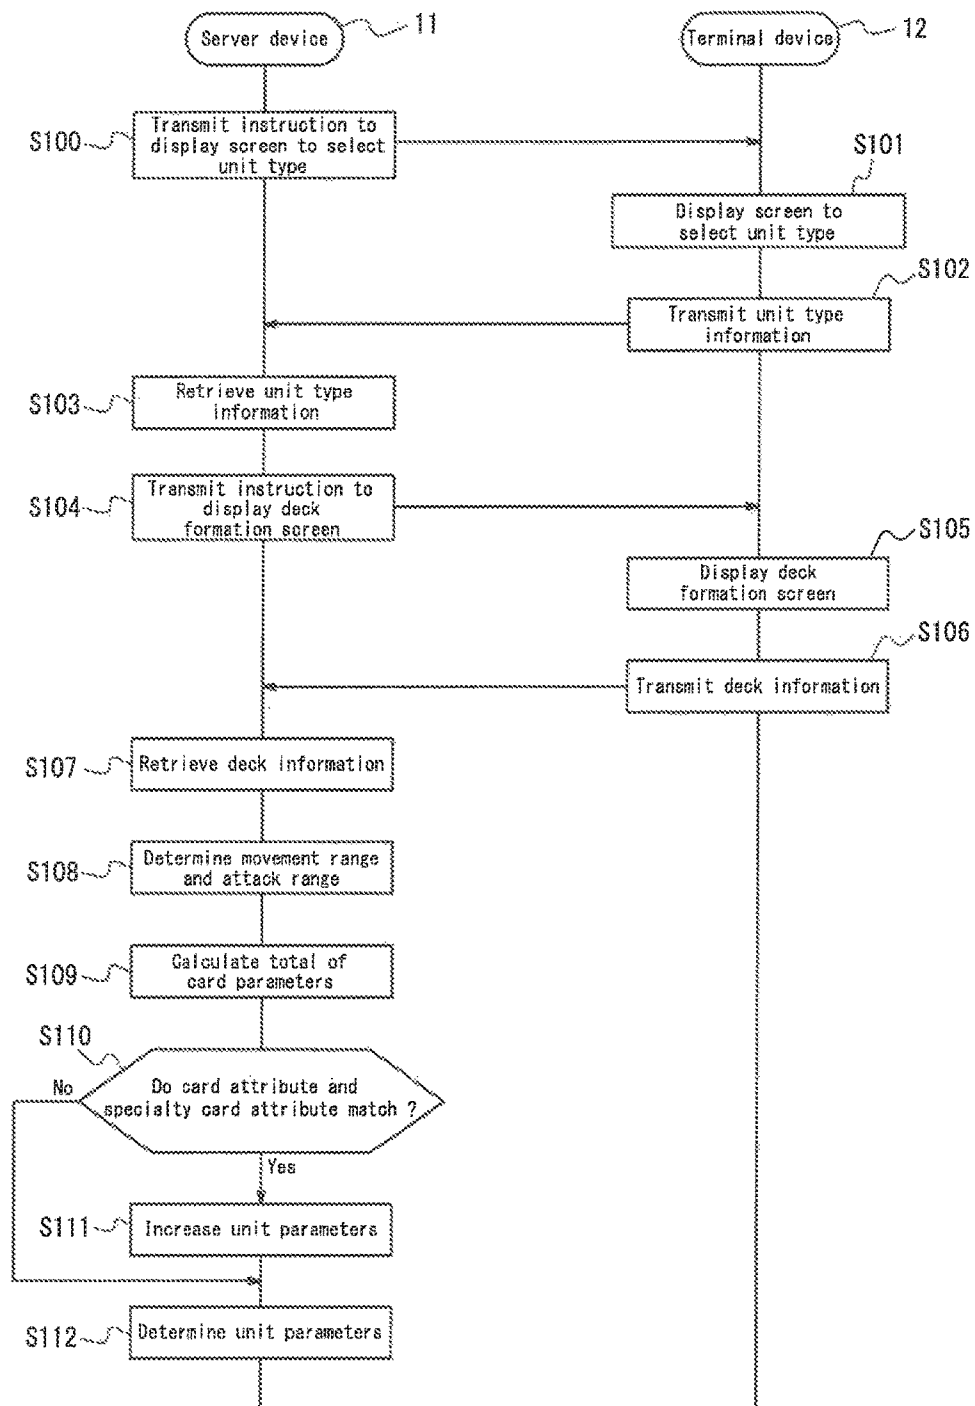 Server device
11
Terminal device
12
S100
Transmit instruction to
display screen to select
unit type
S101
Display screen to
select unit type
S102
Transmit unit type
information
S103
Retrieve unit type
information
S104
Transmit instruction to
display deck
formation screen
S105
Display deck
formation screen
S106
Transmit deck information
S107
Retrieve deck information
S108
Determine movement range
and attack range
S109
Calculate total of
card parameters
S110
No
Do card attribute and
specialty card attribute match ?
Yes
S111
Increase unit parameters
S112
Determine unit parameters